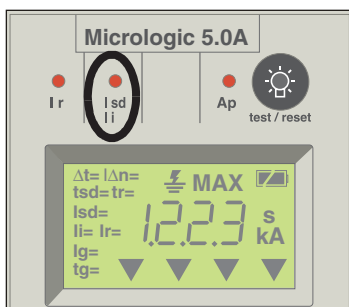 Micrologic 5.0A
Ir Isd Ap
Ii
test / reset
Δt= IΔn=
tsd= tr=
MAX
Isd=
Ii= Ir=
1.2.2.3 s
kA
Ig=
tg=